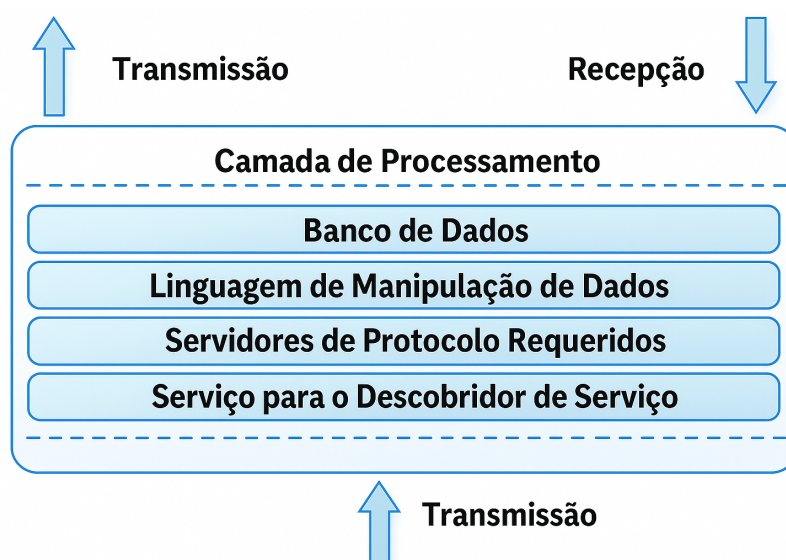 Transmissão
Recepção
Camada de Processamento
Banco de Dados
Linguagem de Manipulação de Dados
Servidores de Protocolo Requeridos
Serviço para o Descobridor de Serviço
Transmissão